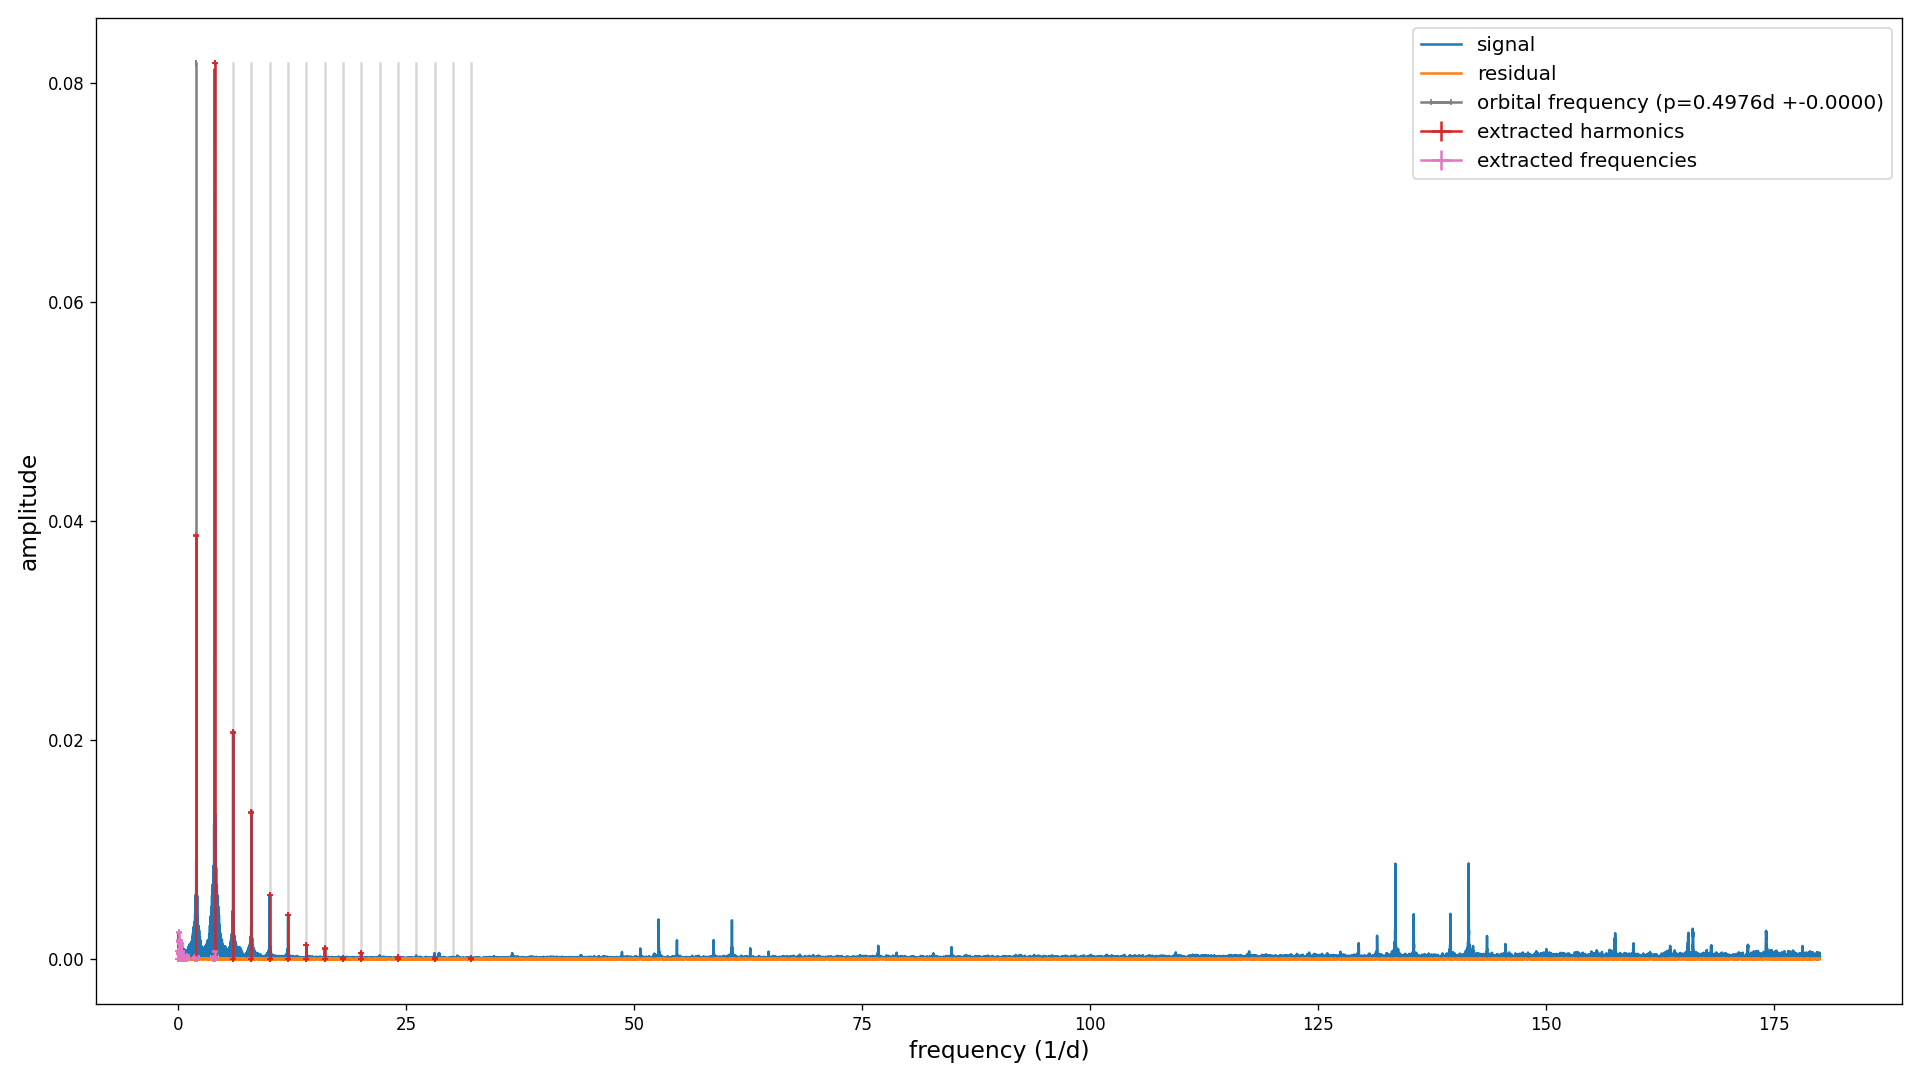 signal
residual
orbital frequency (p=0.4976d +-0.0000)
extracted harmonics
extracted frequencies
0.08
0.06
0.04
0.02
0.00
amplitude
0 25 50 75 100 125 150 175
frequency (1/d)